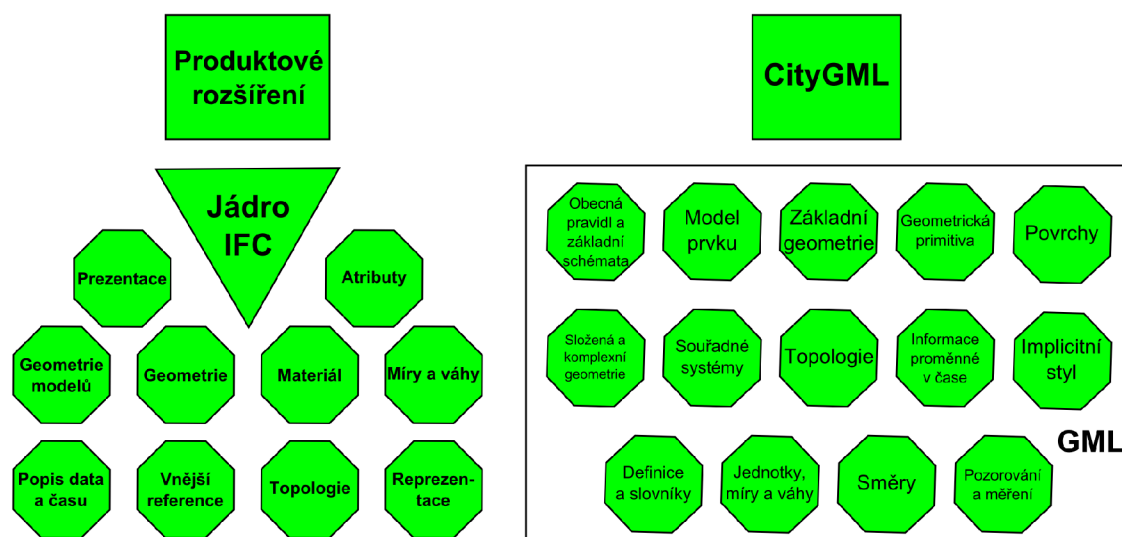 Produktové
rozšíření
Jádro
IFC
Prezentace
Atributy
Geometrie
modelů
Geometrie
Materiál
Míry a váhy
Popis data
a času
Vnější
reference
Topologie
Reprezen-
tace
CityGML
Obecná
pravidl a
základní
schémata
Model
prvku
Základní
geometrie
Geometrická
primitiva
Povrchy
Složená a
komplexní
geometrie
Souřadné
systémy
Topologie
Informace
proměnné
v čase
Implicitní
styl
GML
Definice
a slovníky
Jednotky,
míry a váhy
Směry
Pozorování
a měření